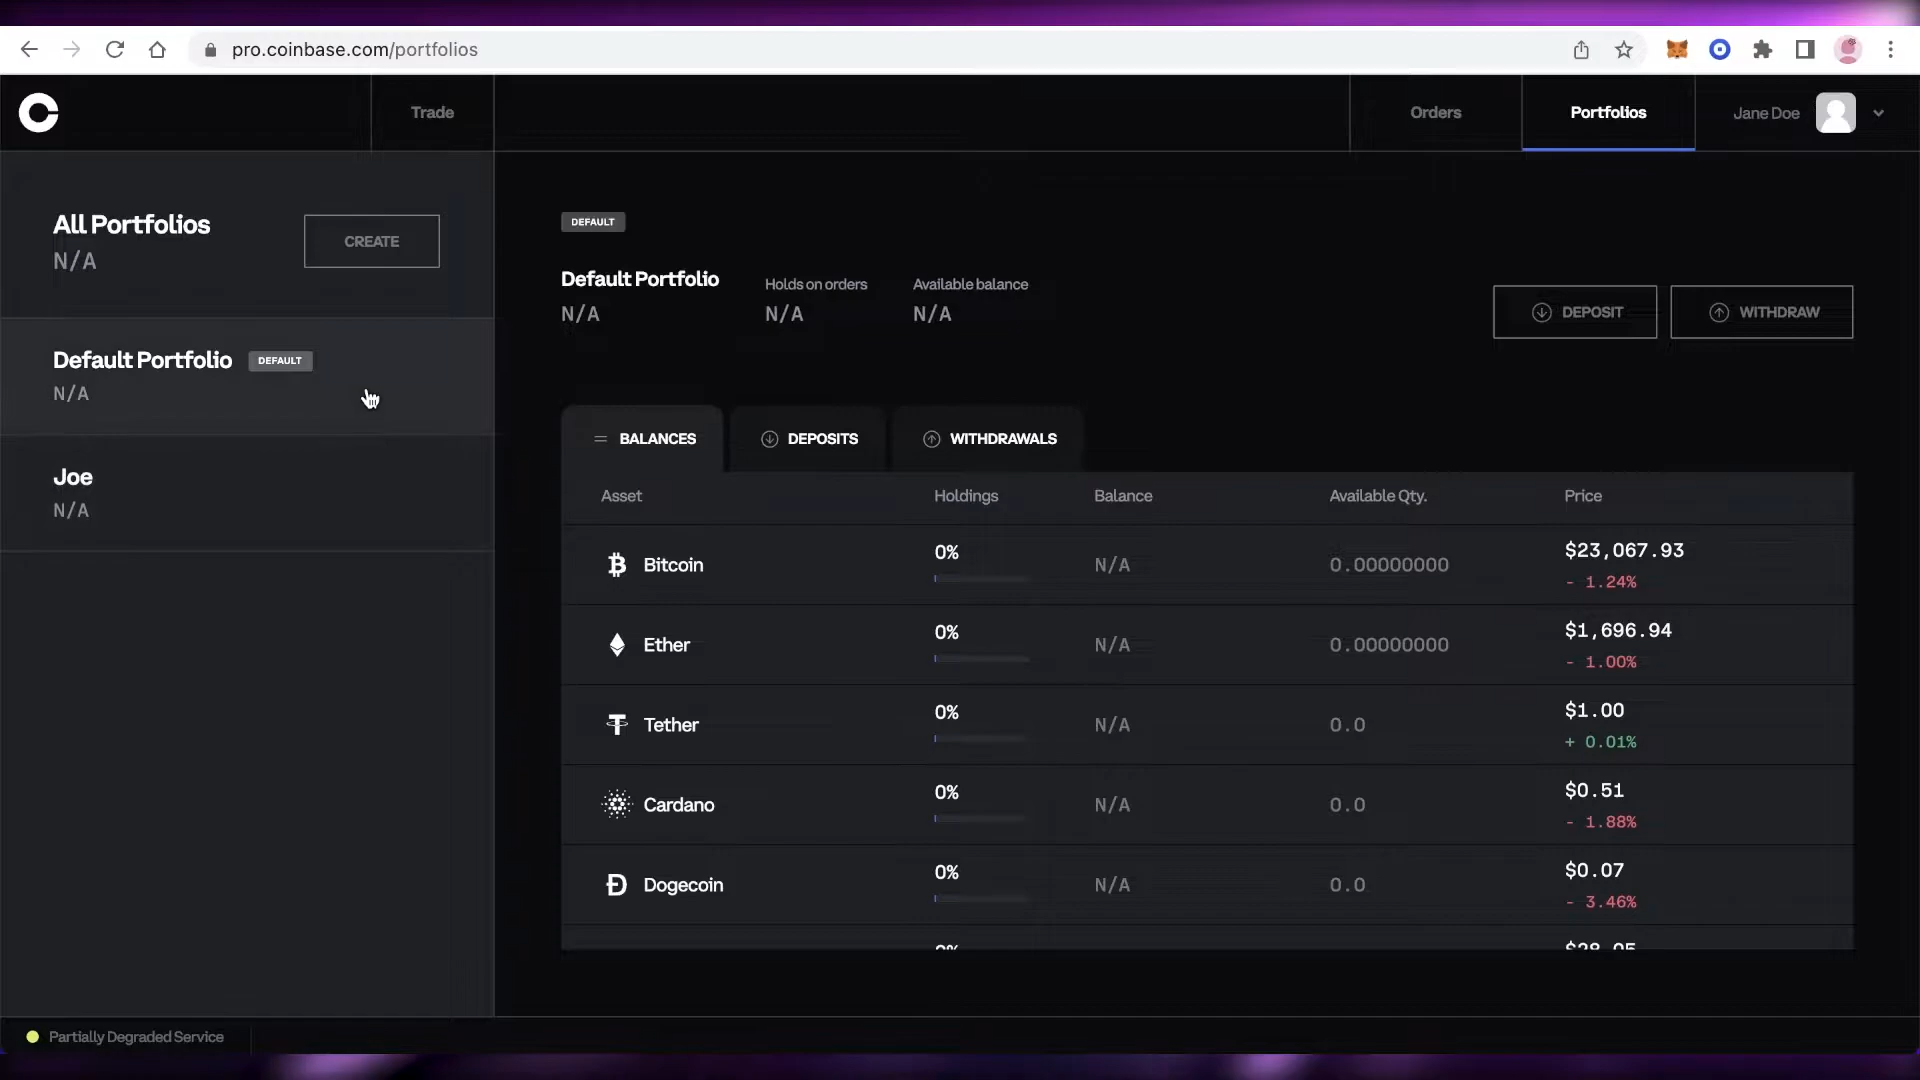 pro.coinbase.com/portfolios
Trade
Orders
Portfolios
Jane Doe
All Portfolios
N/A
CREATE
Default Portfolio DEFAULT
N/A
Joe
N/A
DEFAULT
Default Portfolio
N/A
Holds on orders
N/A
Available balance
N/A
DEPOSIT
WITHDRAW
BALANCES
DEPOSITS
WITHDRAWALS
Asset Holdings Balance Available Qty. Price
Bitcoin 0% N/A 0.00000000 $23,067.93
- 1.24%
Ether 0% N/A 0.00000000 $1,696.94
- 1.00%
Tether 0% N/A 0.0 $1.00
+ 0.01%
Cardano 0% N/A 0.0 $0.51
- 1.88%
Dogecoin 0% N/A 0.0 $0.07
- 3.46%
Partially Degraded Service